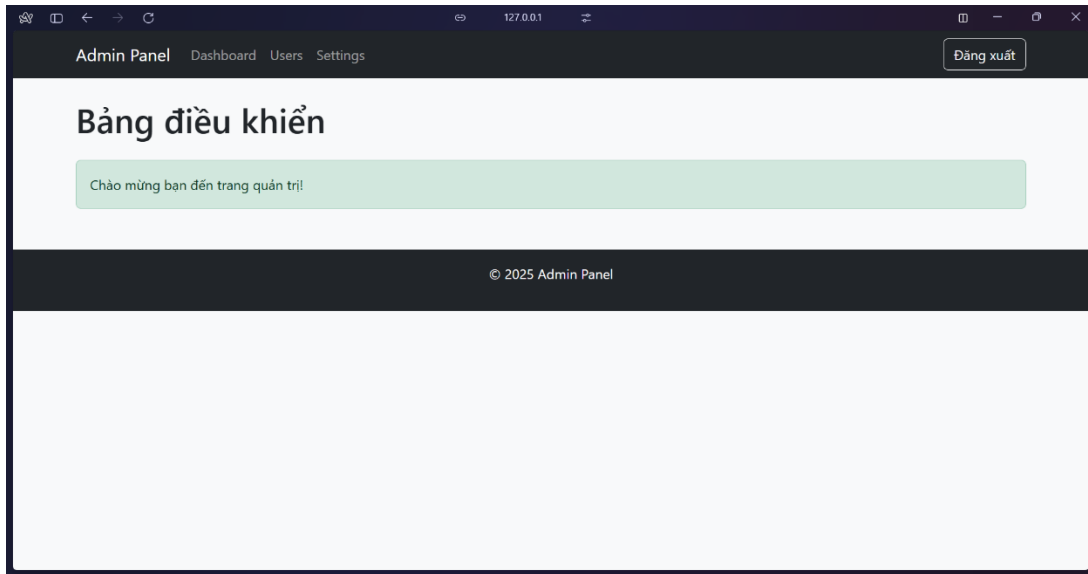 127.0.0.1
Admin Panel Dashboard Users Settings Đăng xuất
Bảng điều khiển
Chào mừng bạn đến trang quản trị!
© 2025 Admin Panel